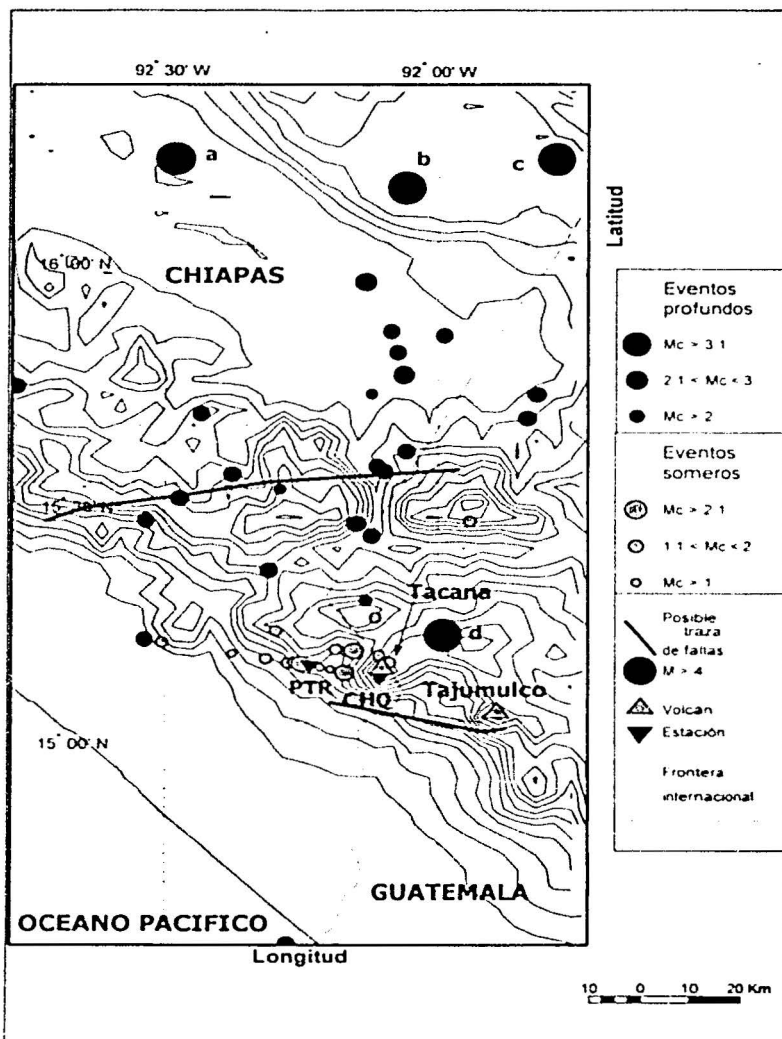 92° 30' W
92° 00' W
a
b
c
Latitud
16° 00' N
CHIAPAS
Eventos
profundos
Mc > 3 1
2 1 < Mc < 3
Mc > 2
Eventos
someros
Mc > 2 1
1 1 < Mc < 2
Mc > 1
Posible
traza
de fallas
M > 4
Volcan
Estación
Frontera
internacional
Tacana
d
PTR
CHQ
Tajumulco
15° 00' N
GUATEMALA
OCEANO PACIFICO
Longitud
10 0 10 20 Km